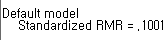 Default model
Standardized RMR = ,1001